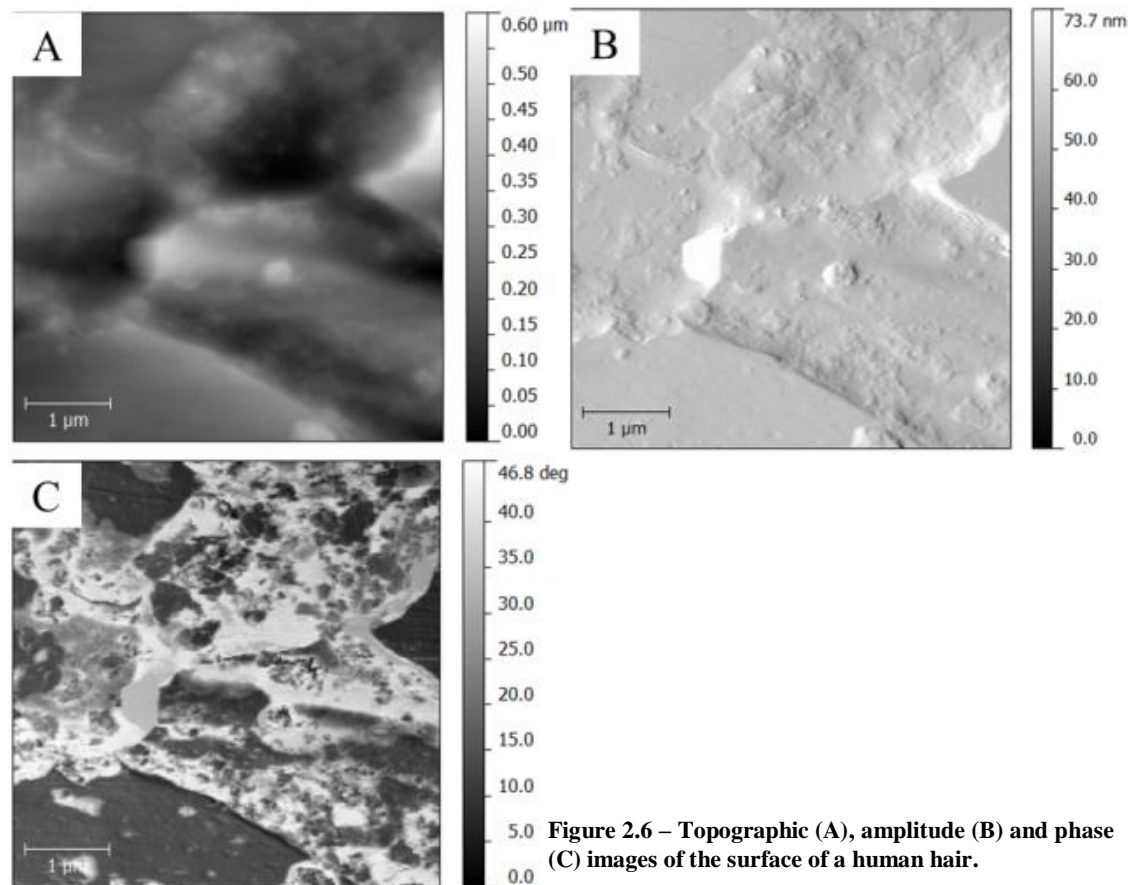 A
0.60 µm
0.50
0.45
0.40
0.35
0.30
0.25
0.20
0.15
0.10
0.05
0.00
1 µm
B
73.7 nm
60.0
50.0
40.0
30.0
20.0
10.0
0.0
1 µm
C
46.8 deg
40.0
35.0
30.0
25.0
20.0
15.0
10.0
5.0
0.0
1 µm
Figure 2.6 – Topographic (A), amplitude (B) and phase
(C) images of the surface of a human hair.